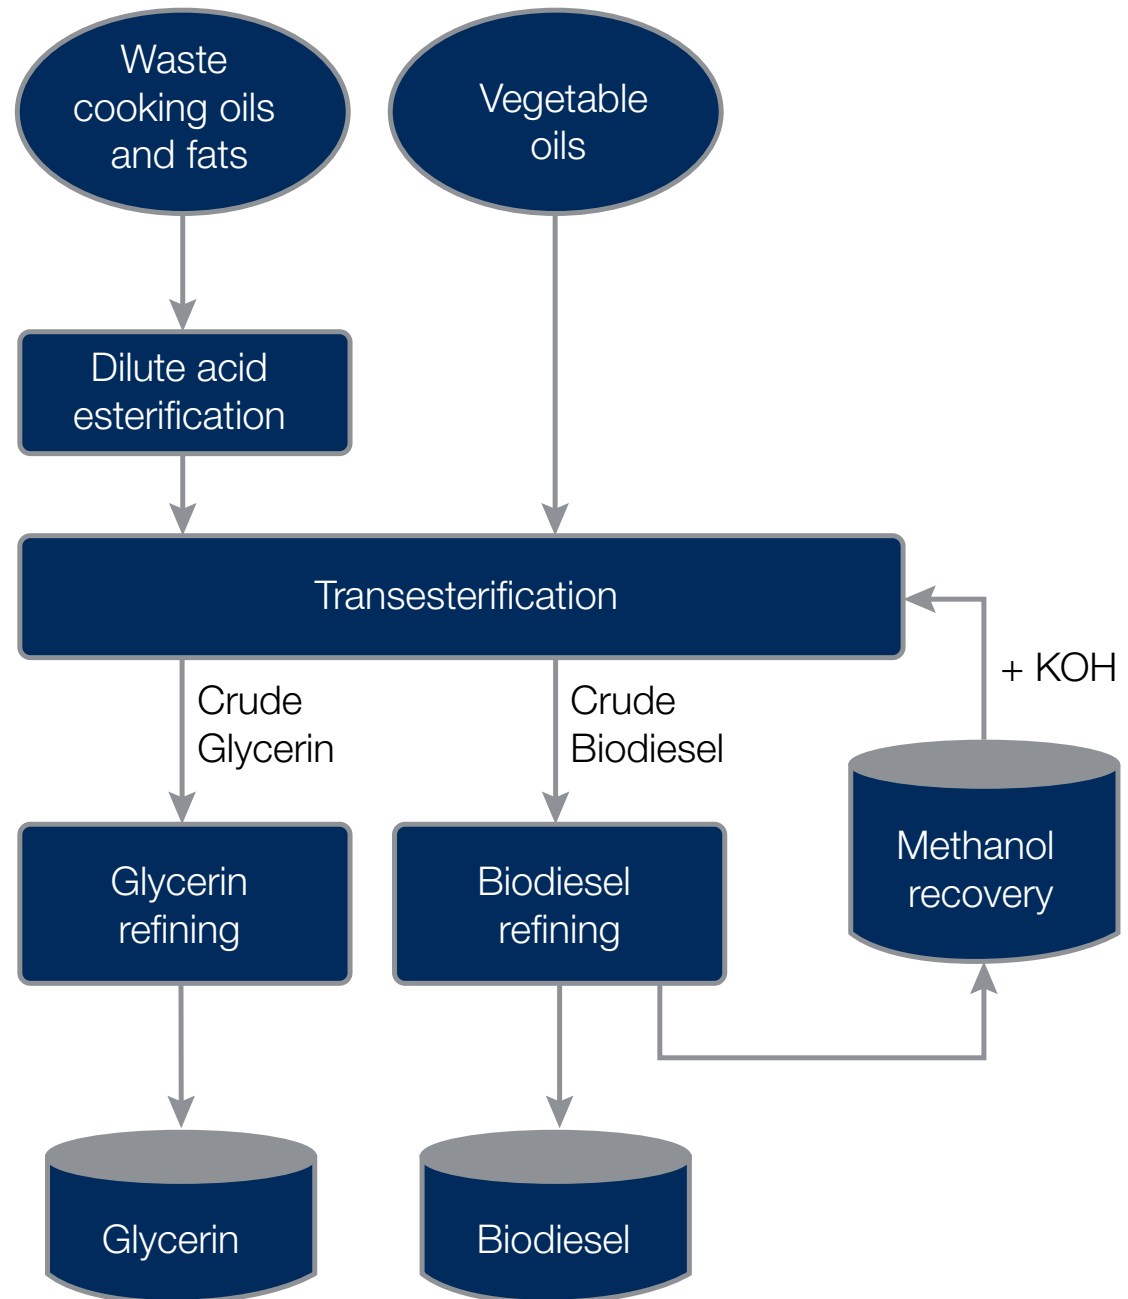 Waste
cooking oils
and fats
Vegetable
oils
Dilute acid
esterification
Transesterification
+ KOH
Crude
Glycerin
Crude
Biodiesel
Methanol
recovery
Glycerin
refining
Biodiesel
refining
Glycerin
Biodiesel